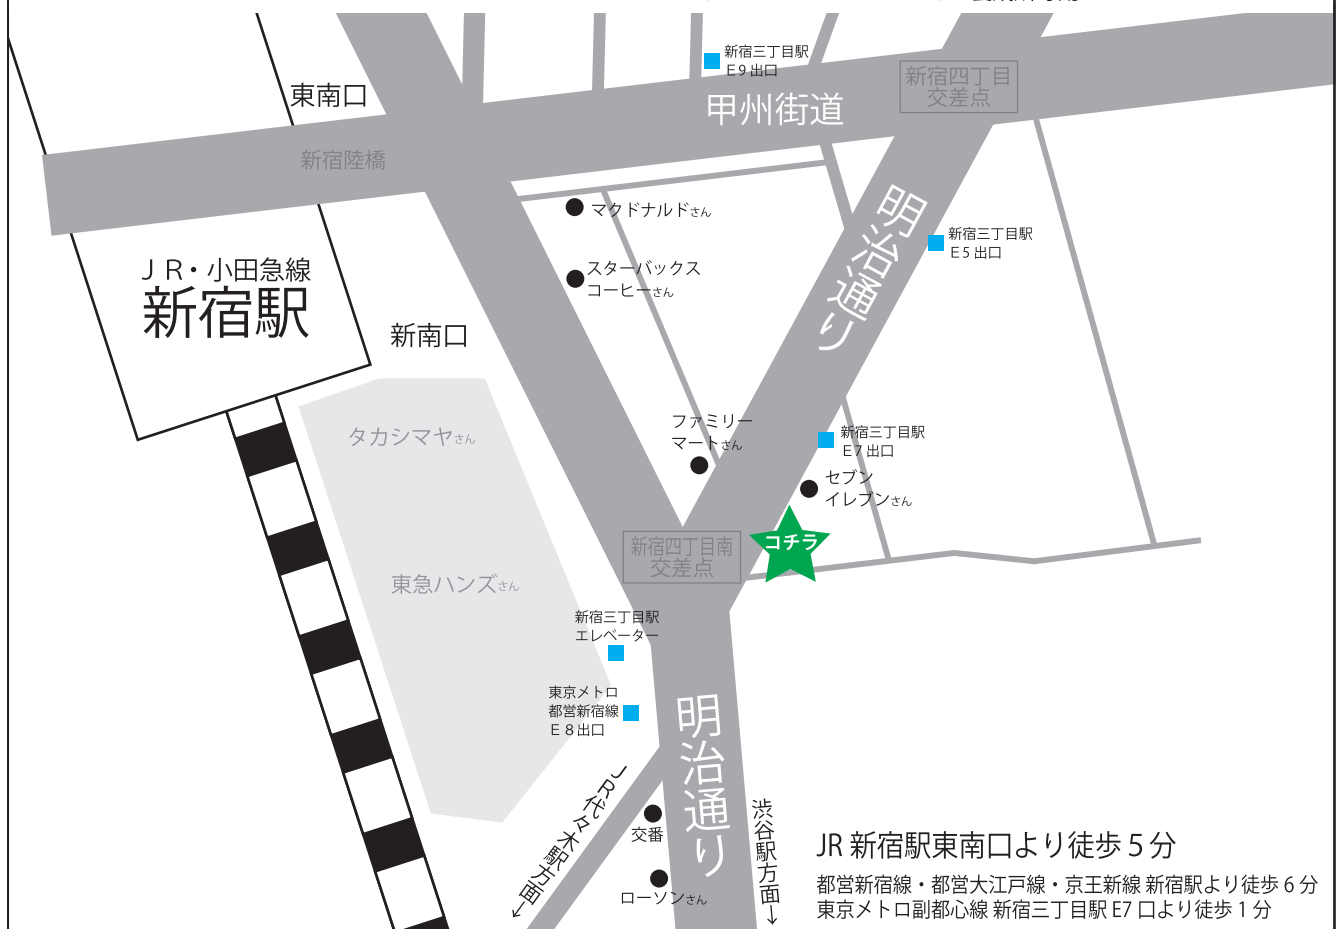 新宿三丁目駅
E9出口
新宿四丁目
交差点
東南口
甲州街道
新宿陸橋
マクドナルドさん
明治通り
新宿三丁目駅
E5出口
JR・小田急線
新宿駅
スターバックス
コーヒーさん
新南口
タカシマヤさん
ファミリー
マートさん
新宿三丁目駅
E7出口
セブン
イレブンさん
コチラ
新宿四丁目南
交差点
東急ハンズさん
新宿三丁目駅
エレベーター
東京メトロ
都営新宿線
E8出口
明治通り
JR代々木駅方面→
交番
ローソンさん
渋谷駅方面→
JR 新宿駅東南口より徒歩 5 分
都営新宿線・都営大江戸線・京王新線 新宿駅より徒歩 6 分
東京メトロ副都心線 新宿三丁目駅 E7 口より徒歩 1 分